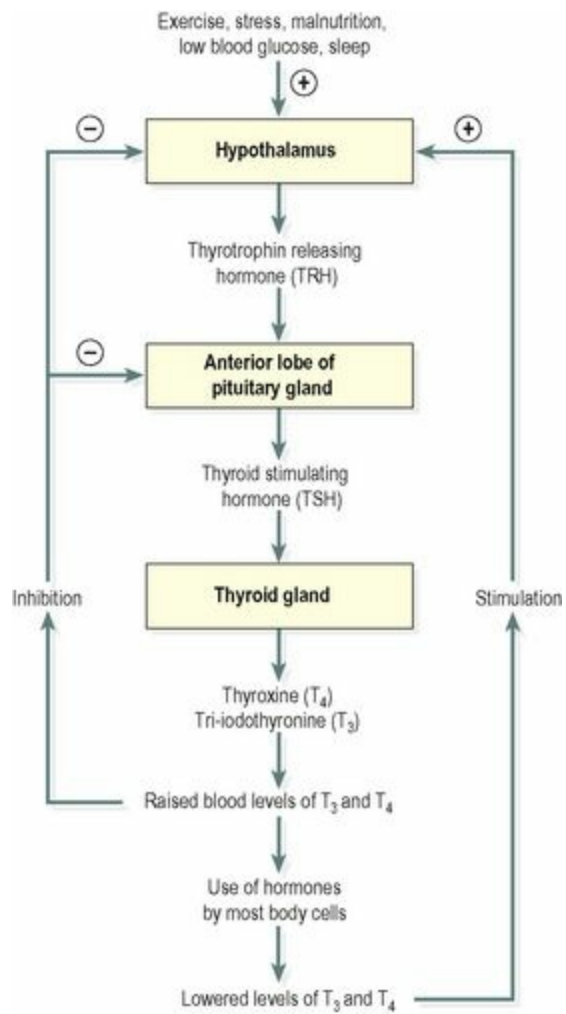 Exercise, stress, malnutrition,
low blood glucose, sleep
+
−
+
Hypothalamus
Thyrotrophin releasing
hormone (TRH)
−
Anterior lobe of
pituitary gland
Thyroid stimulating
hormone (TSH)
Inhibition
Thyroid gland
Stimulation
Thyroxine (T₄)
Tri-iodothyronine (T₃)
Raised blood levels of T₃ and T₄
Use of hormones
by most body cells
Lowered levels of T₃ and T₄